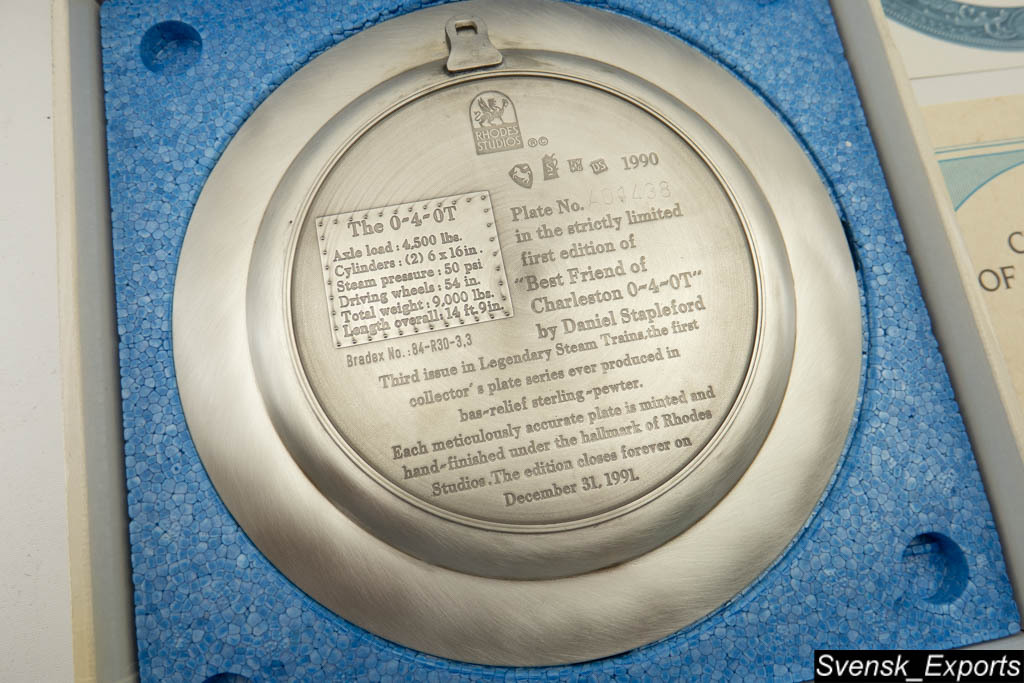 RHODES
STUDIOS
®©
1990
Plate No. A01438
in the strictly limited
first edition of
"Best Friend of
Charleston 0-4-0T"
by Daniel Stapleford
The 0-4-0T
Axle load: 4,500 lbs.
Cylinders: (2) 6 x 16 in.
Steam pressure: 50 psi
Driving wheels: 54 in.
Total weight: 9,000 lbs.
Length overall: 14 ft. 9 in.
Bradex No.: 84-R30-3.3
Third issue in Legendary Steam Trains, the first
collector's plate series ever produced in
bas-relief sterling-pewter.
Each meticulously accurate plate is minted and
hand-finished under the hallmark of Rhodes
Studios. The edition closes forever on
December 31, 1991.
OF
Svensk_Exports